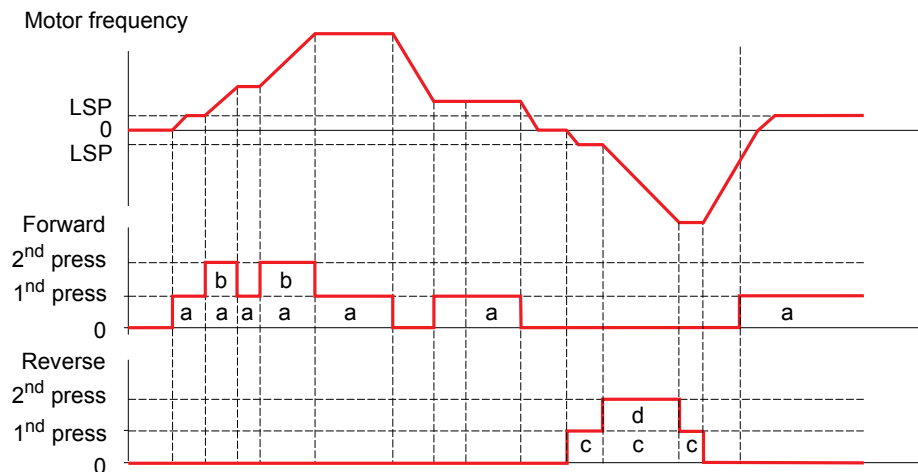 Motor frequency
LSP
0
LSP
Forward
2nd press
b b
1nd press
a a a a a a a
0
Reverse
2nd press
d
1nd press
c c c
0